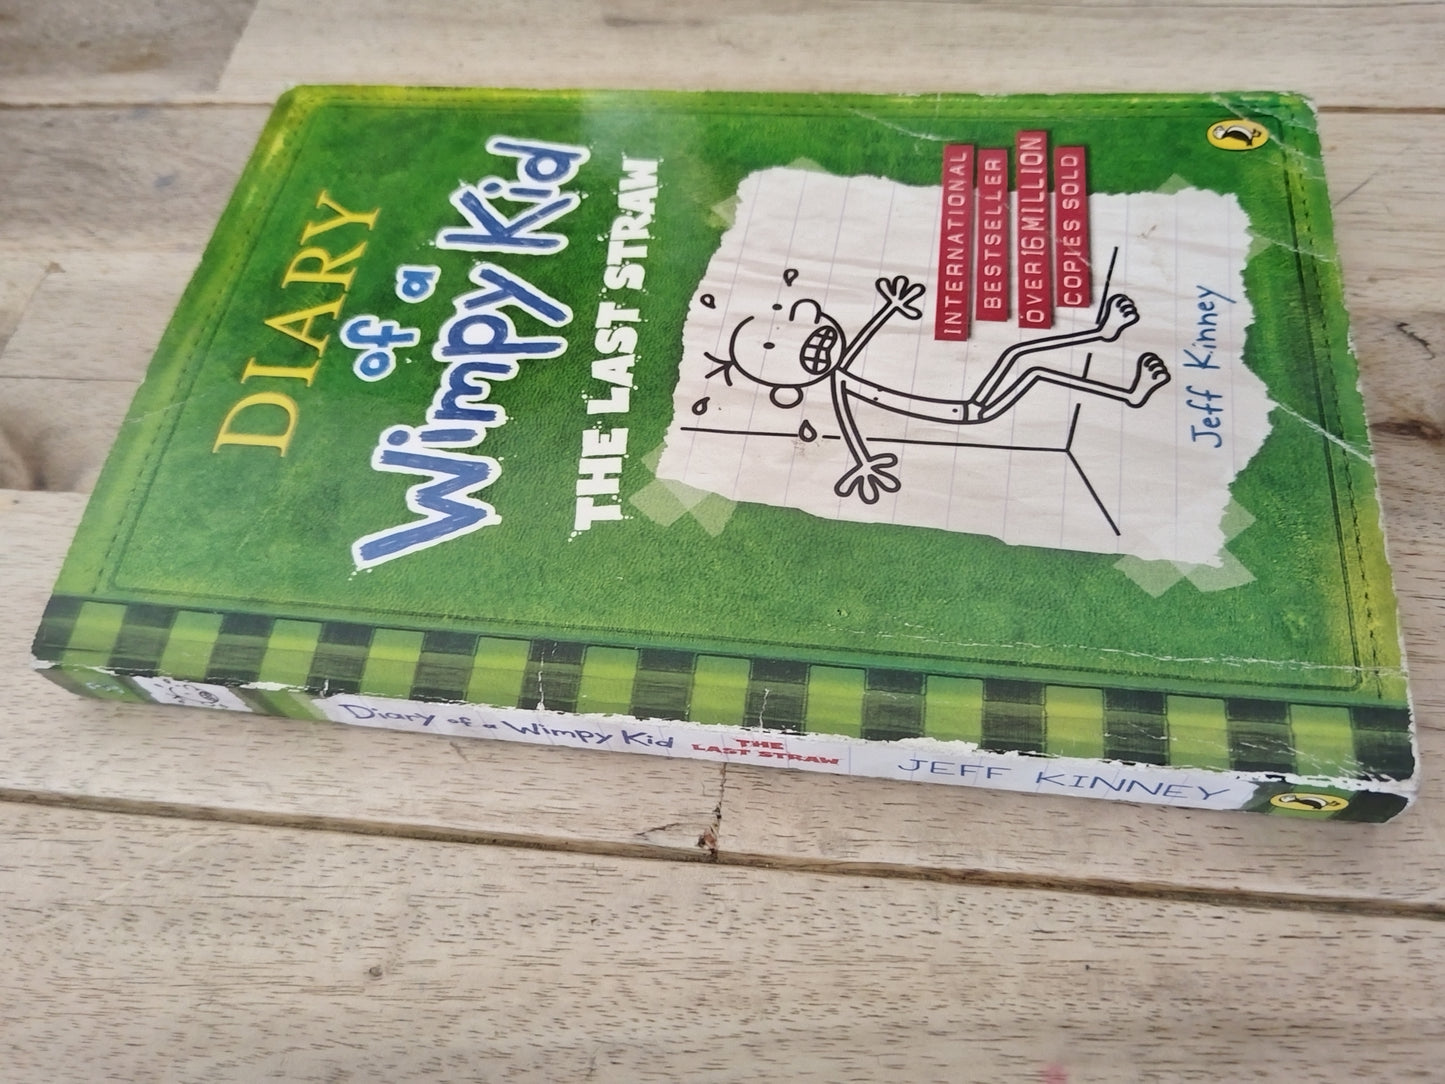 DIARY
of a
Wimpy Kid
THE LAST STRAW
INTERNATIONAL
BESTSELLER
OVER 16 MILLION
COPIES SOLD
Jeff Kinney
Diary of a Wimpy Kid
THE
LAST STRAW
JEFF KINNEY